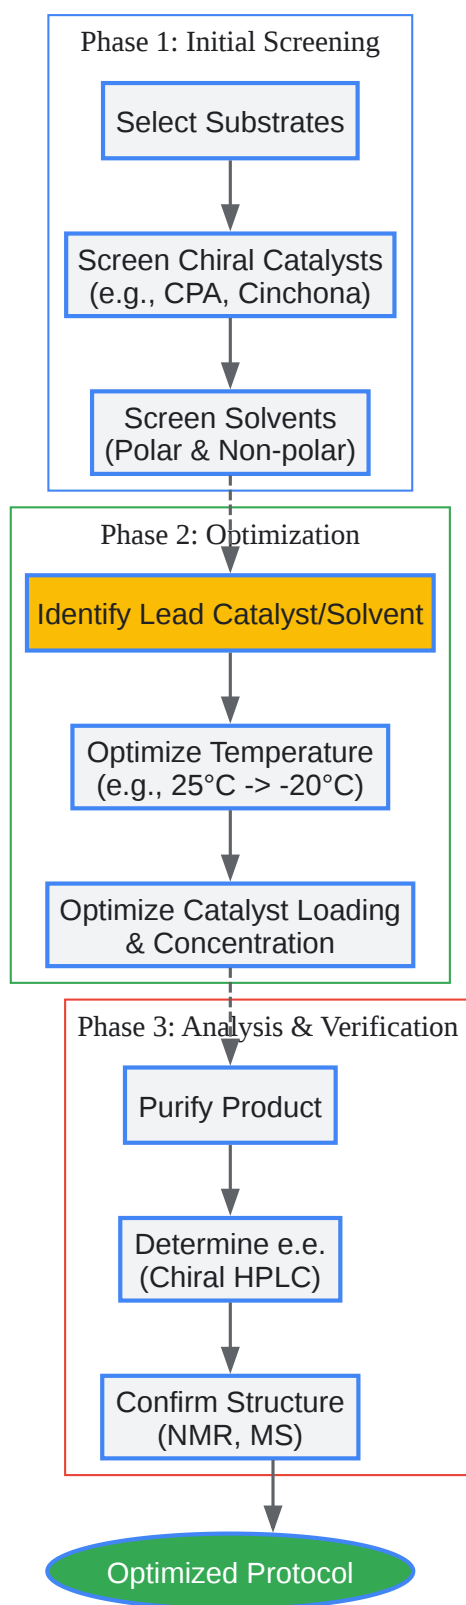 Phase 1: Initial Screening
Select Substrates
Screen Chiral Catalysts
(e.g., CPA, Cinchona)
Screen Solvents
(Polar & Non-polar)
Phase 2: Optimization
Identify Lead Catalyst/Solvent
Optimize Temperature
(e.g., 25°C -> -20°C)
Optimize Catalyst Loading
& Concentration
Phase 3: Analysis & Verification
Purify Product
Determine e.e.
(Chiral HPLC)
Confirm Structure
(NMR, MS)
Optimized Protocol